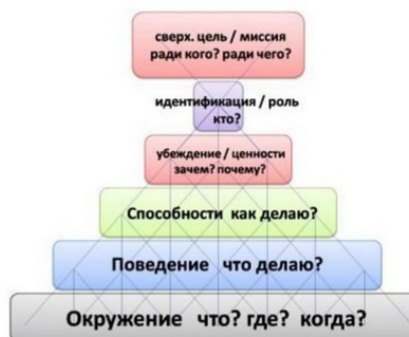 сверх. цель / миссия
ради кого? ради чего?
идентификация / роль
кто?
убеждение / ценности
зачем? почему?
Способности как делаю?
Поведение что делаю?
Окружение что? где? когда?